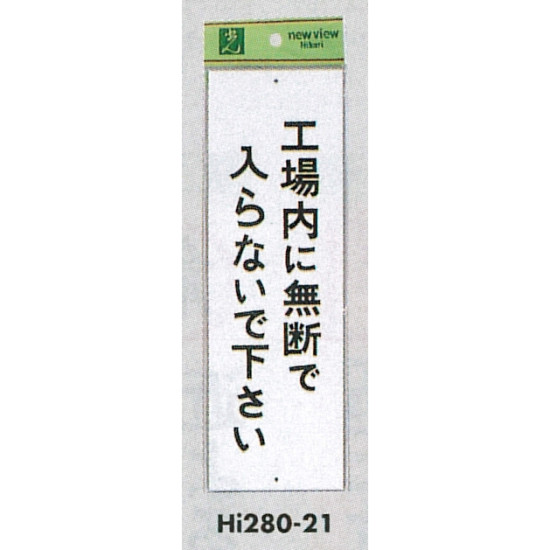 光
new view
Hikari
工場内に無断で
入らないで下さい
Hi280-21